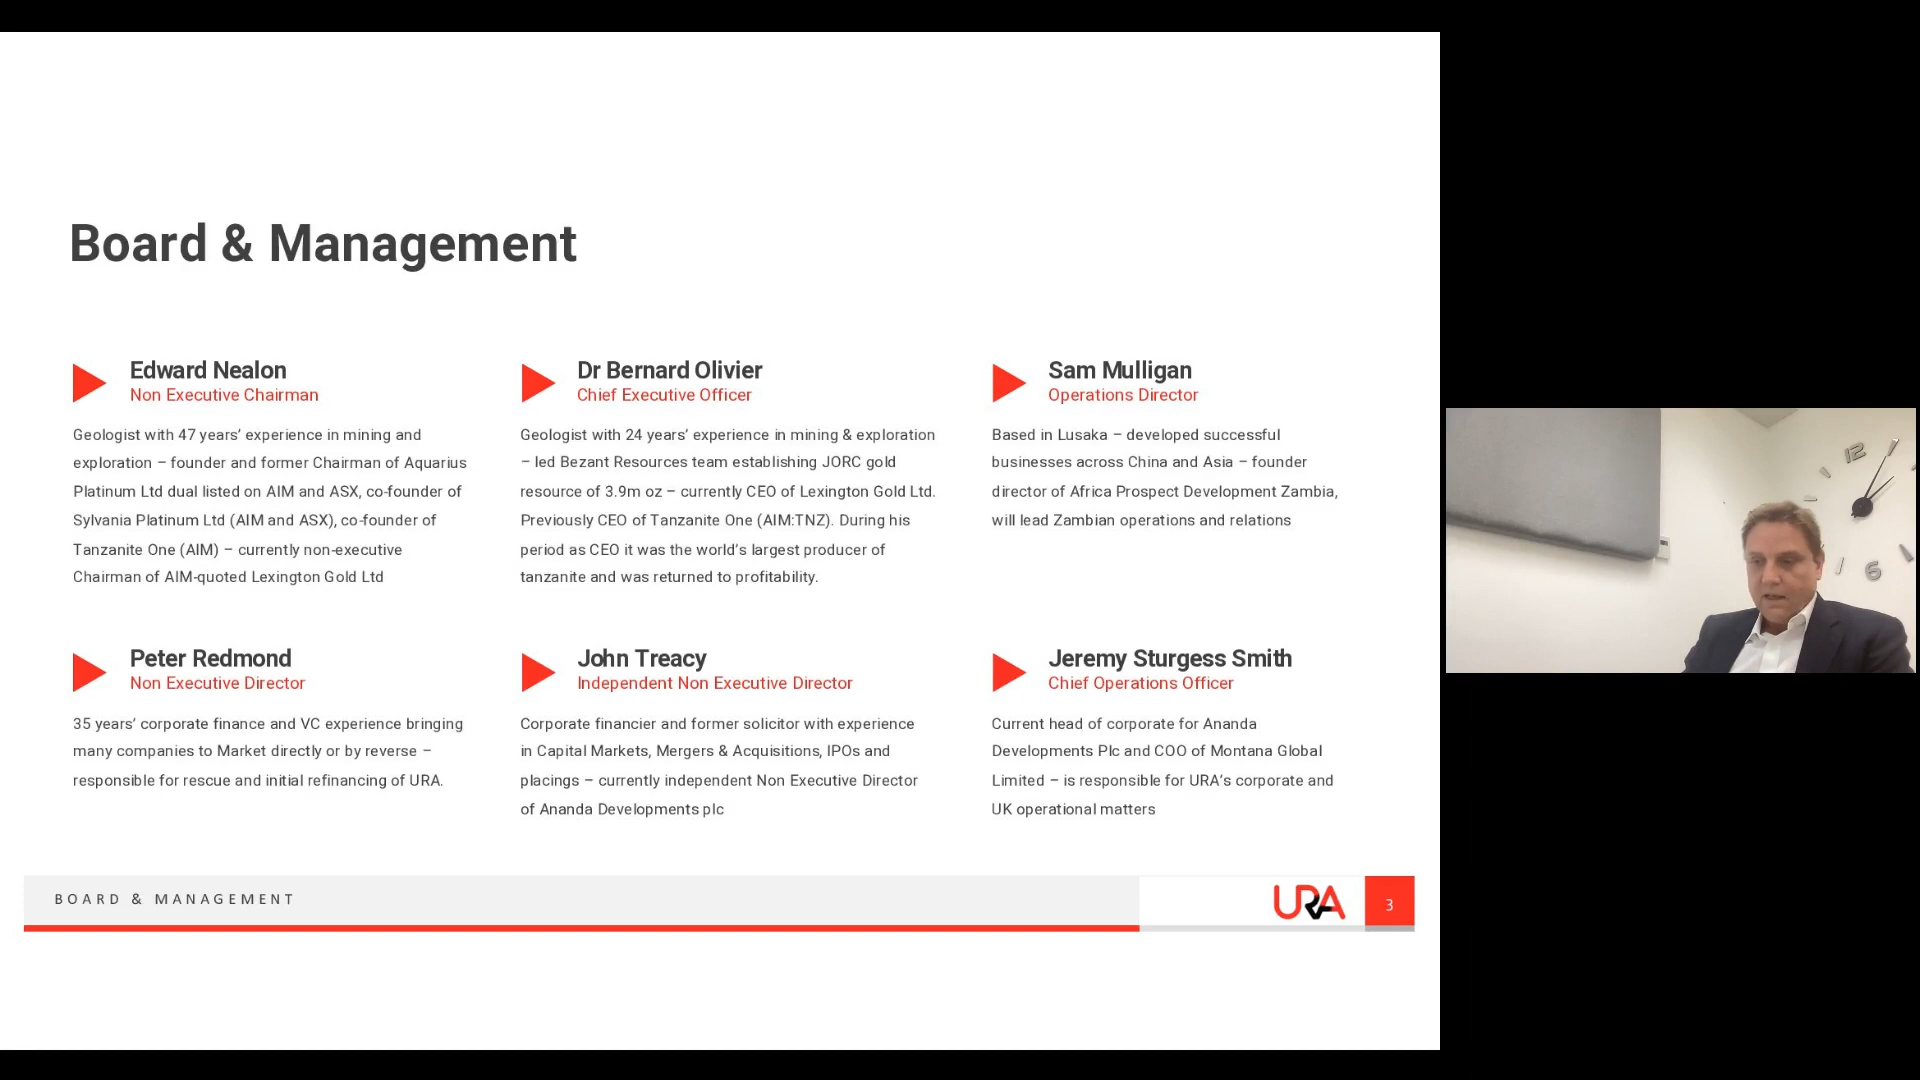 Board & Management
Edward Nealon
Non Executive Chairman
Geologist with 47 years’ experience in mining and
exploration – founder and former Chairman of Aquarius
Platinum Ltd dual listed on AIM and ASX, co-founder of
Sylvania Platinum Ltd (AIM and ASX), co-founder of
Tanzanite One (AIM) – currently non-executive
Chairman of AIM-quoted Lexington Gold Ltd
Dr Bernard Olivier
Chief Executive Officer
Geologist with 24 years’ experience in mining & exploration
– led Bezant Resources team establishing JORC gold
resource of 3.9m oz – currently CEO of Lexington Gold Ltd.
Previously CEO of Tanzanite One (AIM:TNZ). During his
period as CEO it was the world’s largest producer of
tanzanite and was returned to profitability.
Sam Mulligan
Operations Director
Based in Lusaka – developed successful
businesses across China and Asia – founder
director of Africa Prospect Development Zambia,
will lead Zambian operations and relations
Peter Redmond
Non Executive Director
35 years’ corporate finance and VC experience bringing
many companies to Market directly or by reverse –
responsible for rescue and initial refinancing of URA.
John Treacy
Independent Non Executive Director
Corporate financier and former solicitor with experience
in Capital Markets, Mergers & Acquisitions, IPOs and
placings – currently independent Non Executive Director
of Ananda Developments plc
Jeremy Sturgess Smith
Chief Operations Officer
Current head of corporate for Ananda
Developments Plc and COO of Montana Global
Limited – is responsible for URA’s corporate and
UK operational matters
BOARD & MANAGEMENT
URA
3
12
6